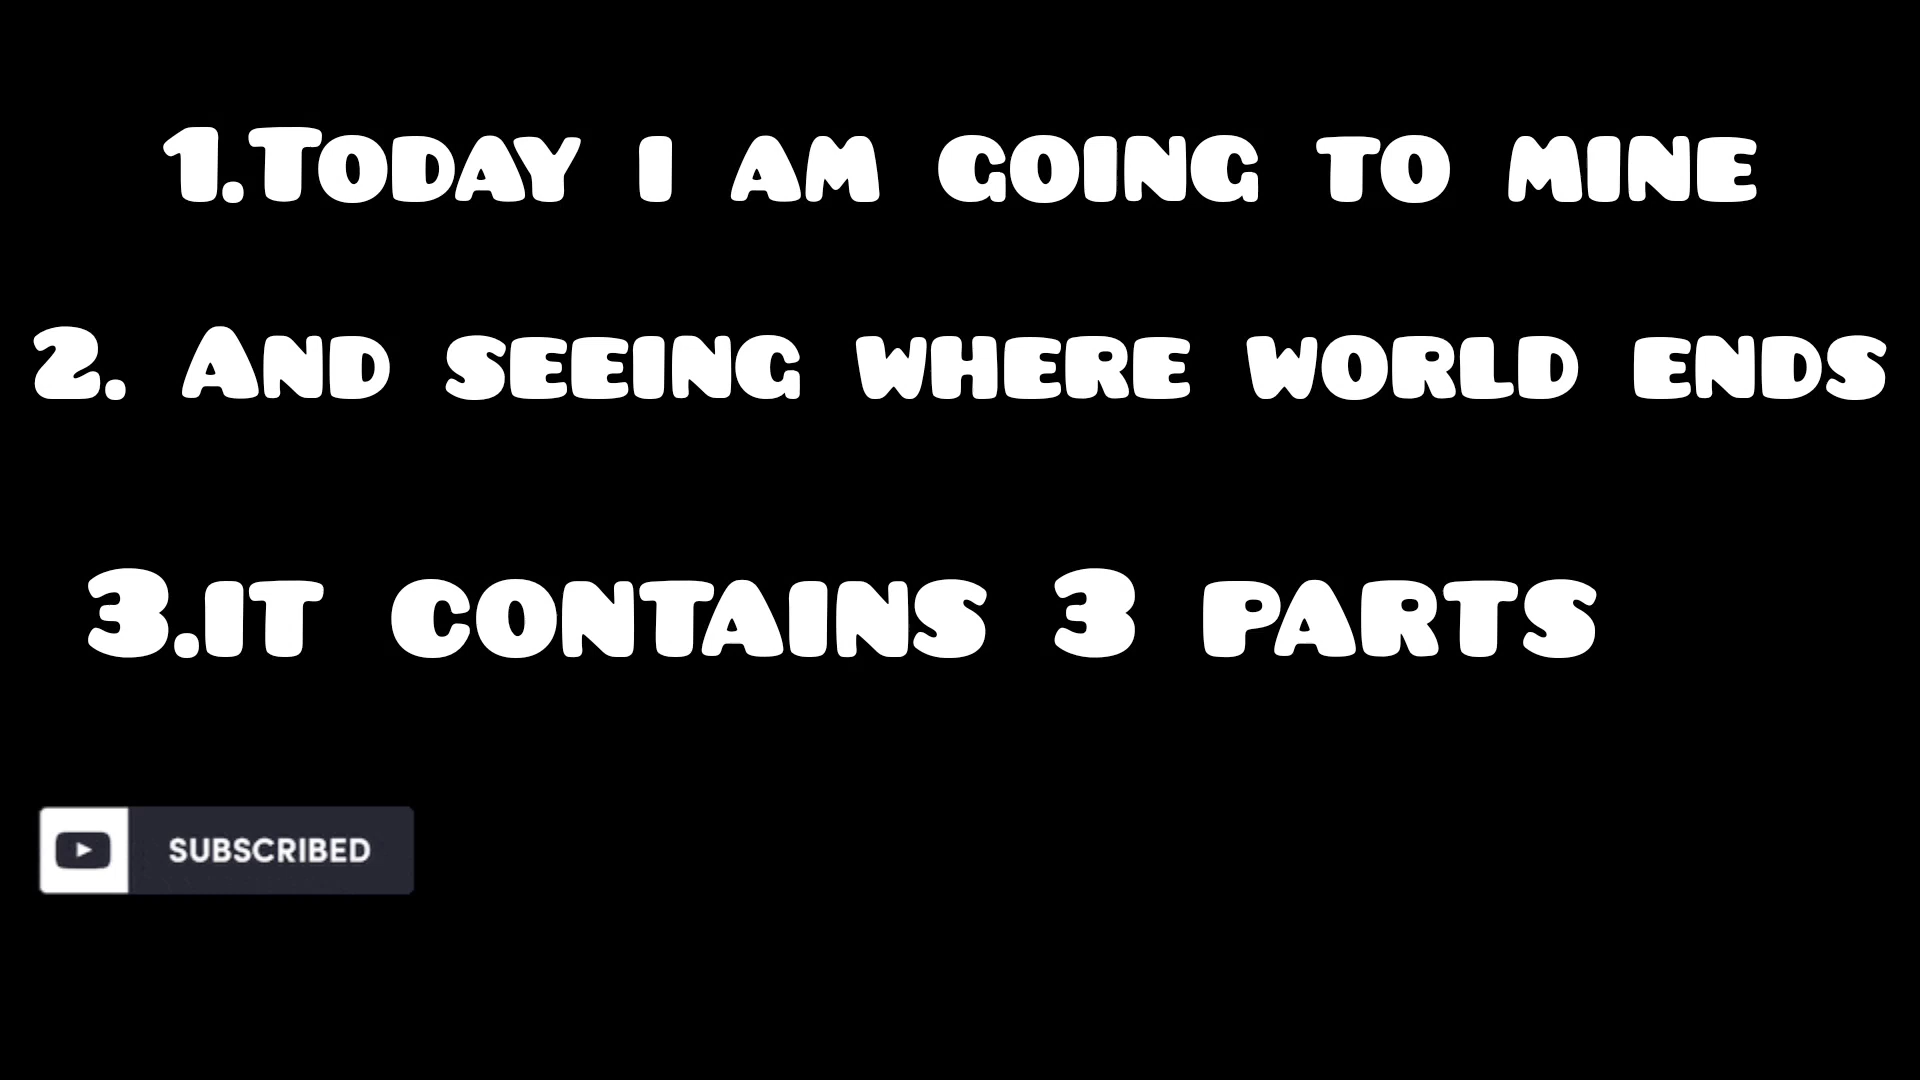 1.Today i am going to mine
2. And seeing where world ends
3.it contains 3 parts
SUBSCRIBED